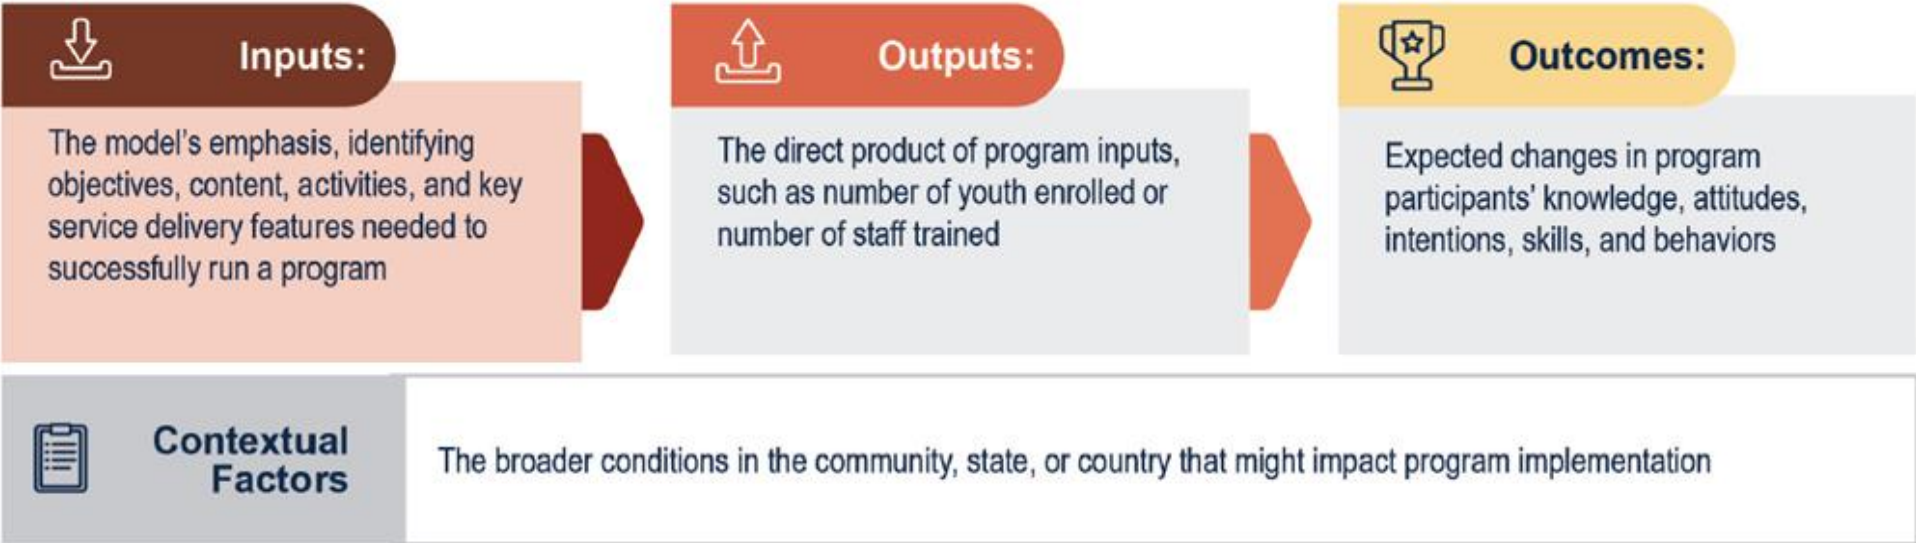 Inputs:
The model's emphasis, identifying
objectives, content, activities, and key
service delivery features needed to
successfully run a program
Outputs:
The direct product of program inputs,
such as number of youth enrolled or
number of staff trained
Outcomes:
Expected changes in program
participants' knowledge, attitudes,
intentions, skills, and behaviors
Contextual
Factors
The broader conditions in the community, state, or country that might impact program implementation